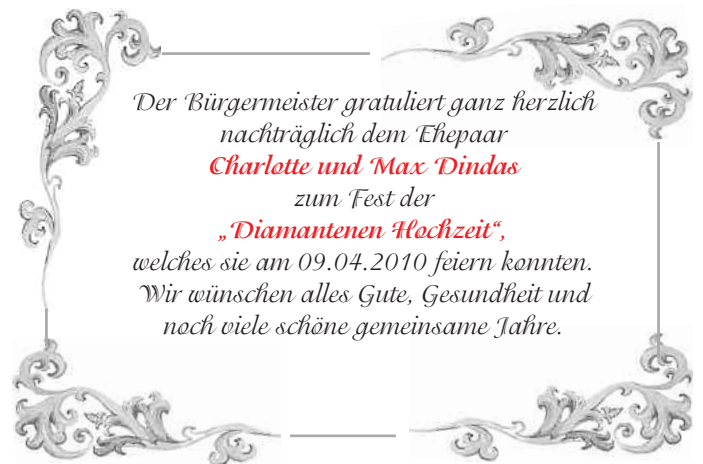 Der Bürgermeister gratuliert ganz herzlich
nachträglich dem Ehepaar
Charlotte und Max Dindas
zum Fest der
„Diamantenen Hochzeit“,
welches sie am 09.04.2010 feiern konnten.
Wir wünschen alles Gute, Gesundheit und
noch viele schöne gemeinsame Jahre.